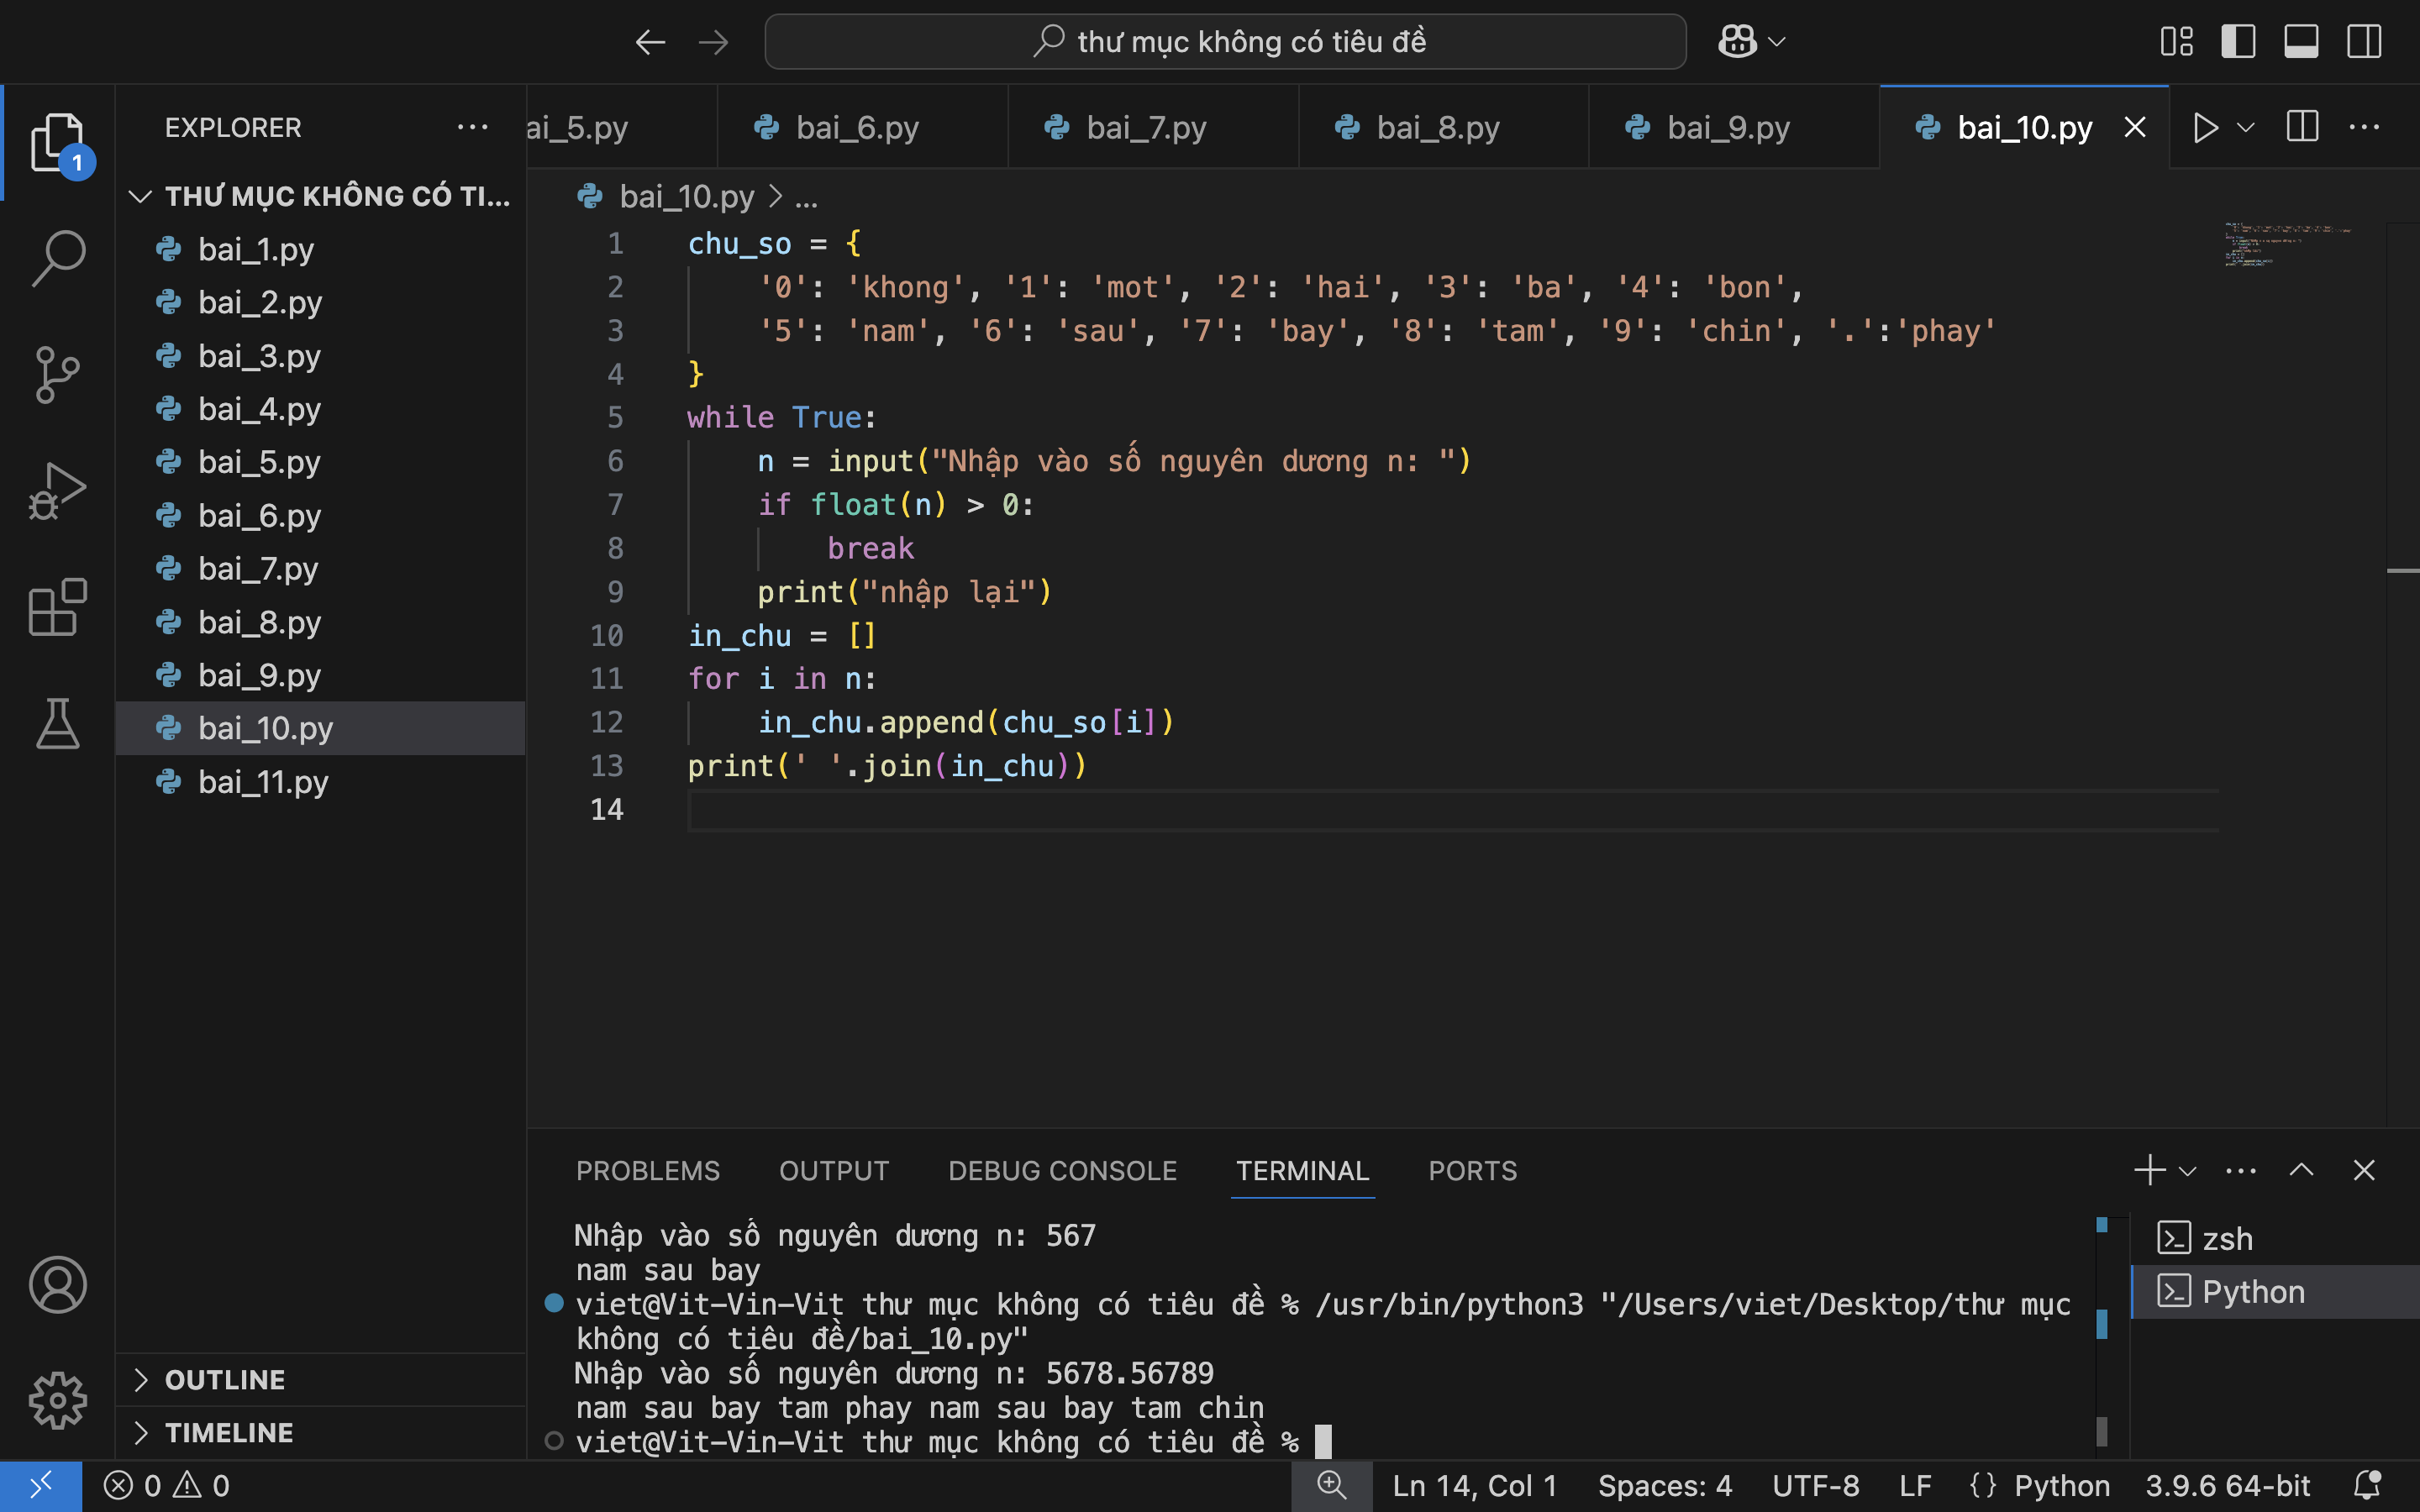 thư mục không có tiêu đề
EXPLORER
ai_5.py
bai_6.py
bai_7.py
bai_8.py
bai_9.py
bai_10.py
1
THƯ MỤC KHÔNG CÓ TI...
bai_1.py
bai_2.py
bai_3.py
bai_4.py
bai_5.py
bai_6.py
bai_7.py
bai_8.py
bai_9.py
bai_10.py
bai_11.py
OUTLINE
TIMELINE
bai_10.py > ...
1 chu_so = {
2 '0': 'khong', '1': 'mot', '2': 'hai', '3': 'ba', '4': 'bon',
3 '5': 'nam', '6': 'sau', '7': 'bay', '8': 'tam', '9': 'chin', '.':'phay'
4 }
5 while True:
6 n = input("Nhập vào số nguyên dương n: ")
7 if float(n) > 0:
8 break
9 print("nhập lại")
10 in_chu = []
11 for i in n:
12 in_chu.append(chu_so[i])
13 print(' '.join(in_chu))
14
PROBLEMS
OUTPUT
DEBUG CONSOLE
TERMINAL
PORTS
Nhập vào số nguyên dương n: 567
nam sau bay
viet@Vit-Vin-Vit thư mục không có tiêu đề % /usr/bin/python3 "/Users/viet/Desktop/thư mục
không có tiêu đề/bai_10.py"
Nhập vào số nguyên dương n: 5678.56789
nam sau bay tam phay nam sau bay tam chin
viet@Vit-Vin-Vit thư mục không có tiêu đề %
zsh
Python
0 0
Ln 14, Col 1
Spaces: 4
UTF-8
LF
{} Python
3.9.6 64-bit